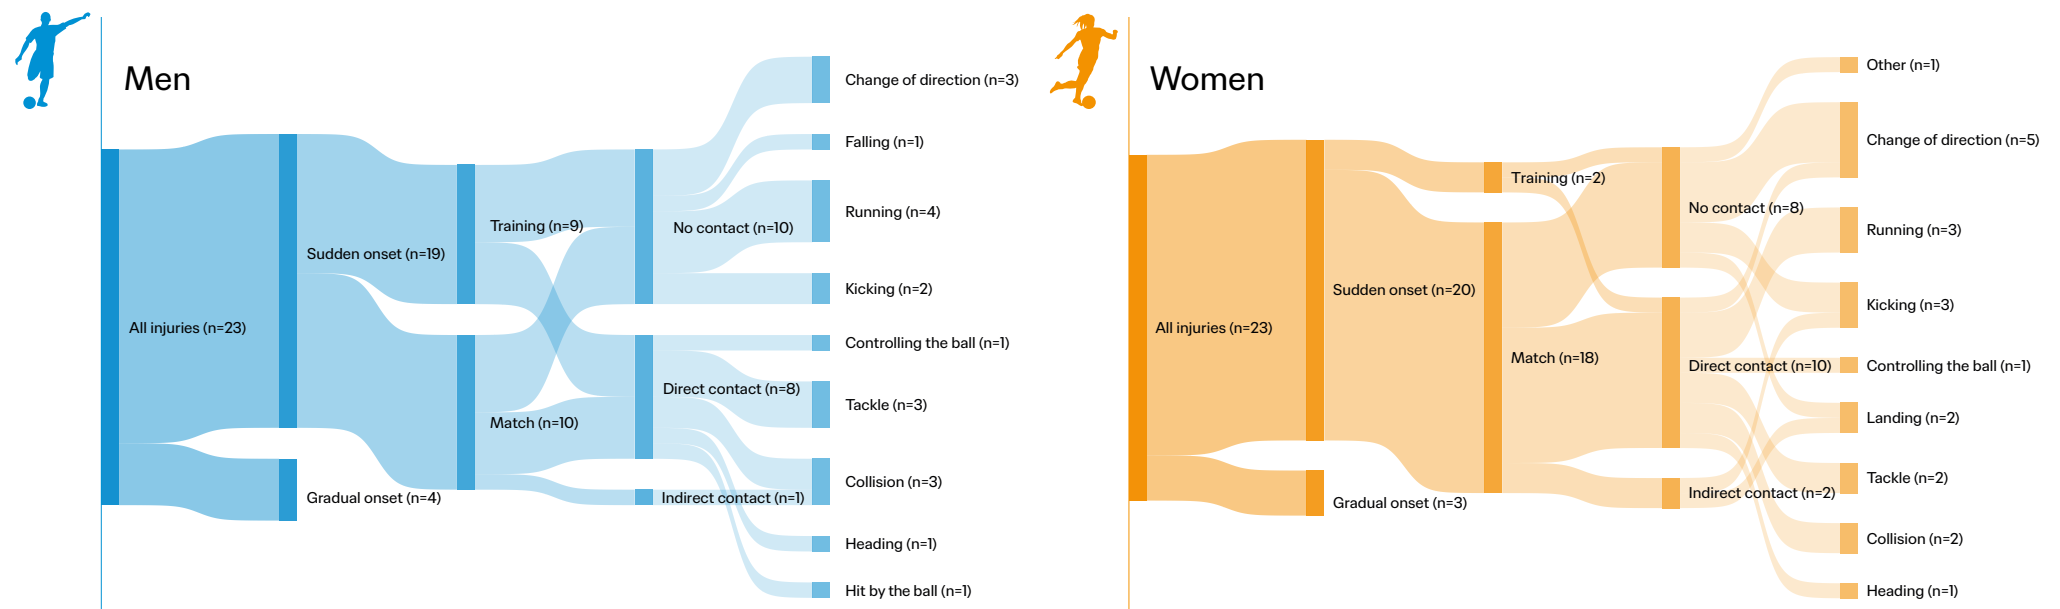 Men
All injuries (n=23)
Sudden onset (n=19)
Gradual onset (n=4)
Training (n=9)
Match (n=10)
No contact (n=10)
Direct contact (n=8)
Indirect contact (n=1)
Change of direction (n=3)
Falling (n=1)
Running (n=4)
Kicking (n=2)
Controlling the ball (n=1)
Tackle (n=3)
Collision (n=3)
Heading (n=1)
Hit by the ball (n=1)
Women
All injuries (n=23)
Sudden onset (n=20)
Gradual onset (n=3)
Training (n=2)
Match (n=18)
No contact (n=8)
Direct contact (n=10)
Indirect contact (n=2)
Other (n=1)
Change of direction (n=5)
Running (n=3)
Kicking (n=3)
Controlling the ball (n=1)
Landing (n=2)
Tackle (n=2)
Collision (n=2)
Heading (n=1)